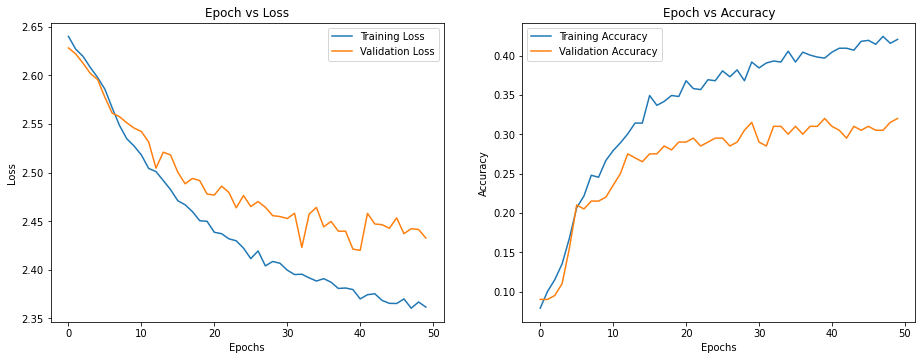 Epoch vs Loss
2.65
2.60
2.55
2.50
2.45
2.40
2.35
Loss
0
10
20
30
40
50
Epochs
Training Loss
Validation Loss
Epoch vs Accuracy
0.40
0.35
0.30
0.25
0.20
0.15
0.10
Accuracy
0
10
20
30
40
50
Epochs
Training Accuracy
Validation Accuracy